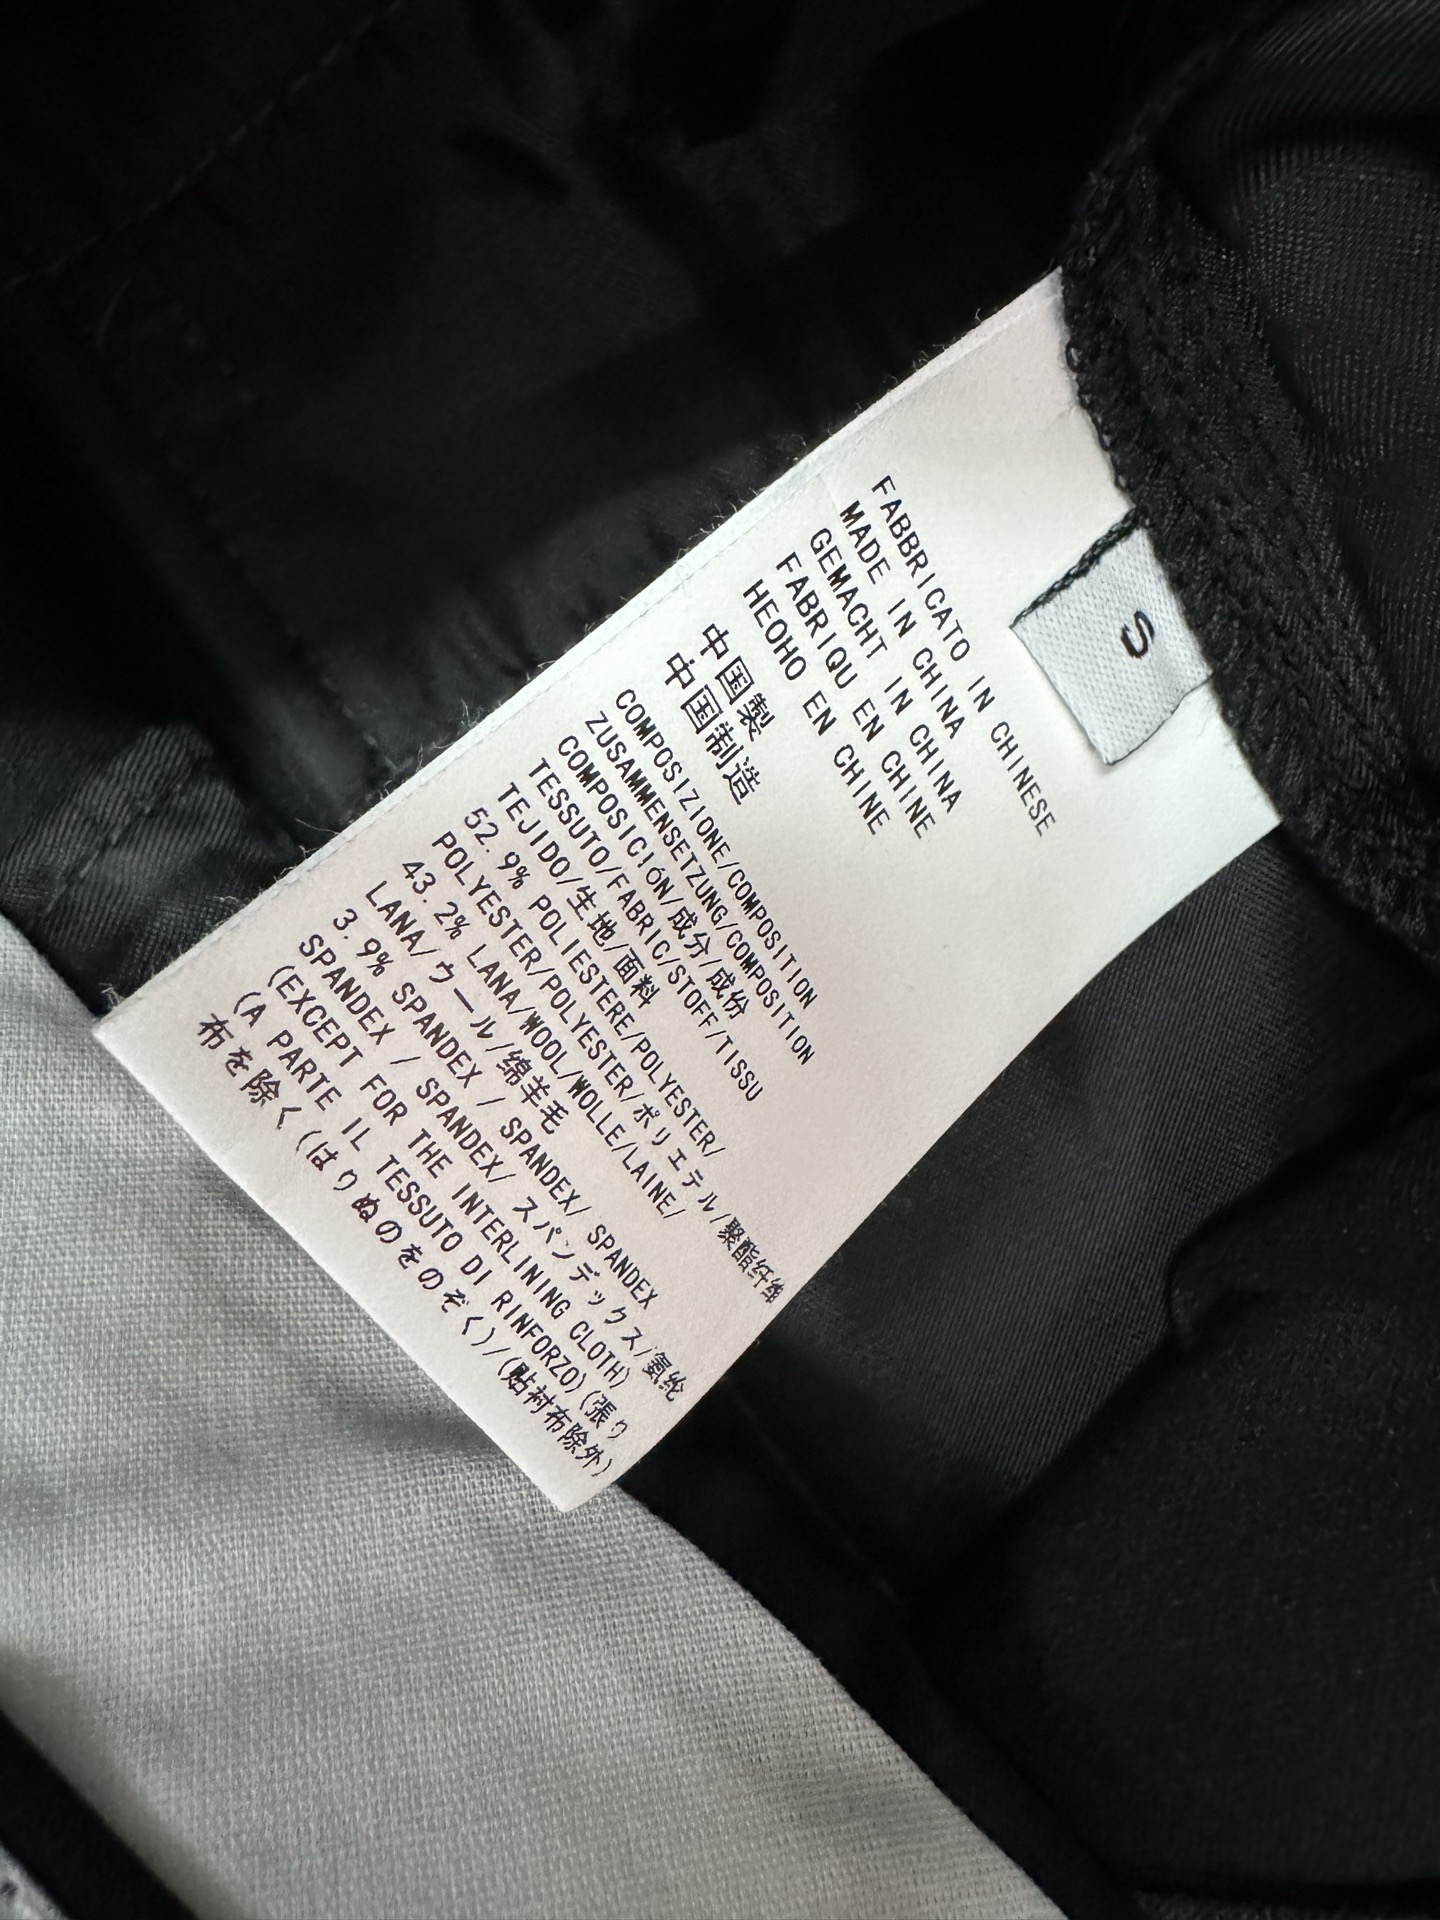 S
FABBRICATO IN CHINESE
MADE IN CHINA
GEMACHT IN CHINA
FABRIQU EN CHINE
HEOHO EN CHINE
中国製
中国制造
COMPOSIZIONE/COMPOSITION
ZUSAMMENSETZUNG/COMPOSITION
COMPOSICIóN/成分/成份
TESSUTO/FABRIC/STOFF/TISSU
TEJIDO/生地/面料
52.9% POLIESTERE/POLYESTER/
POLYESTER/POLYESTER/ポリエテル/聚酯纤维
43.2% LANA/WOOL/WOLLE/LAINE/
LANA/ウール/绵羊毛
3.9% SPANDEX / SPANDEX/ SPANDEX
SPANDEX / SPANDEX/ スパンデックス/氨纶
(EXCEPT FOR THE INTERLINING CLOTH)
(A PARTE IL TESSUTO DI RINFORZO)(張り
布を除く(はりぬのをのぞく)/(贴衬布除外)